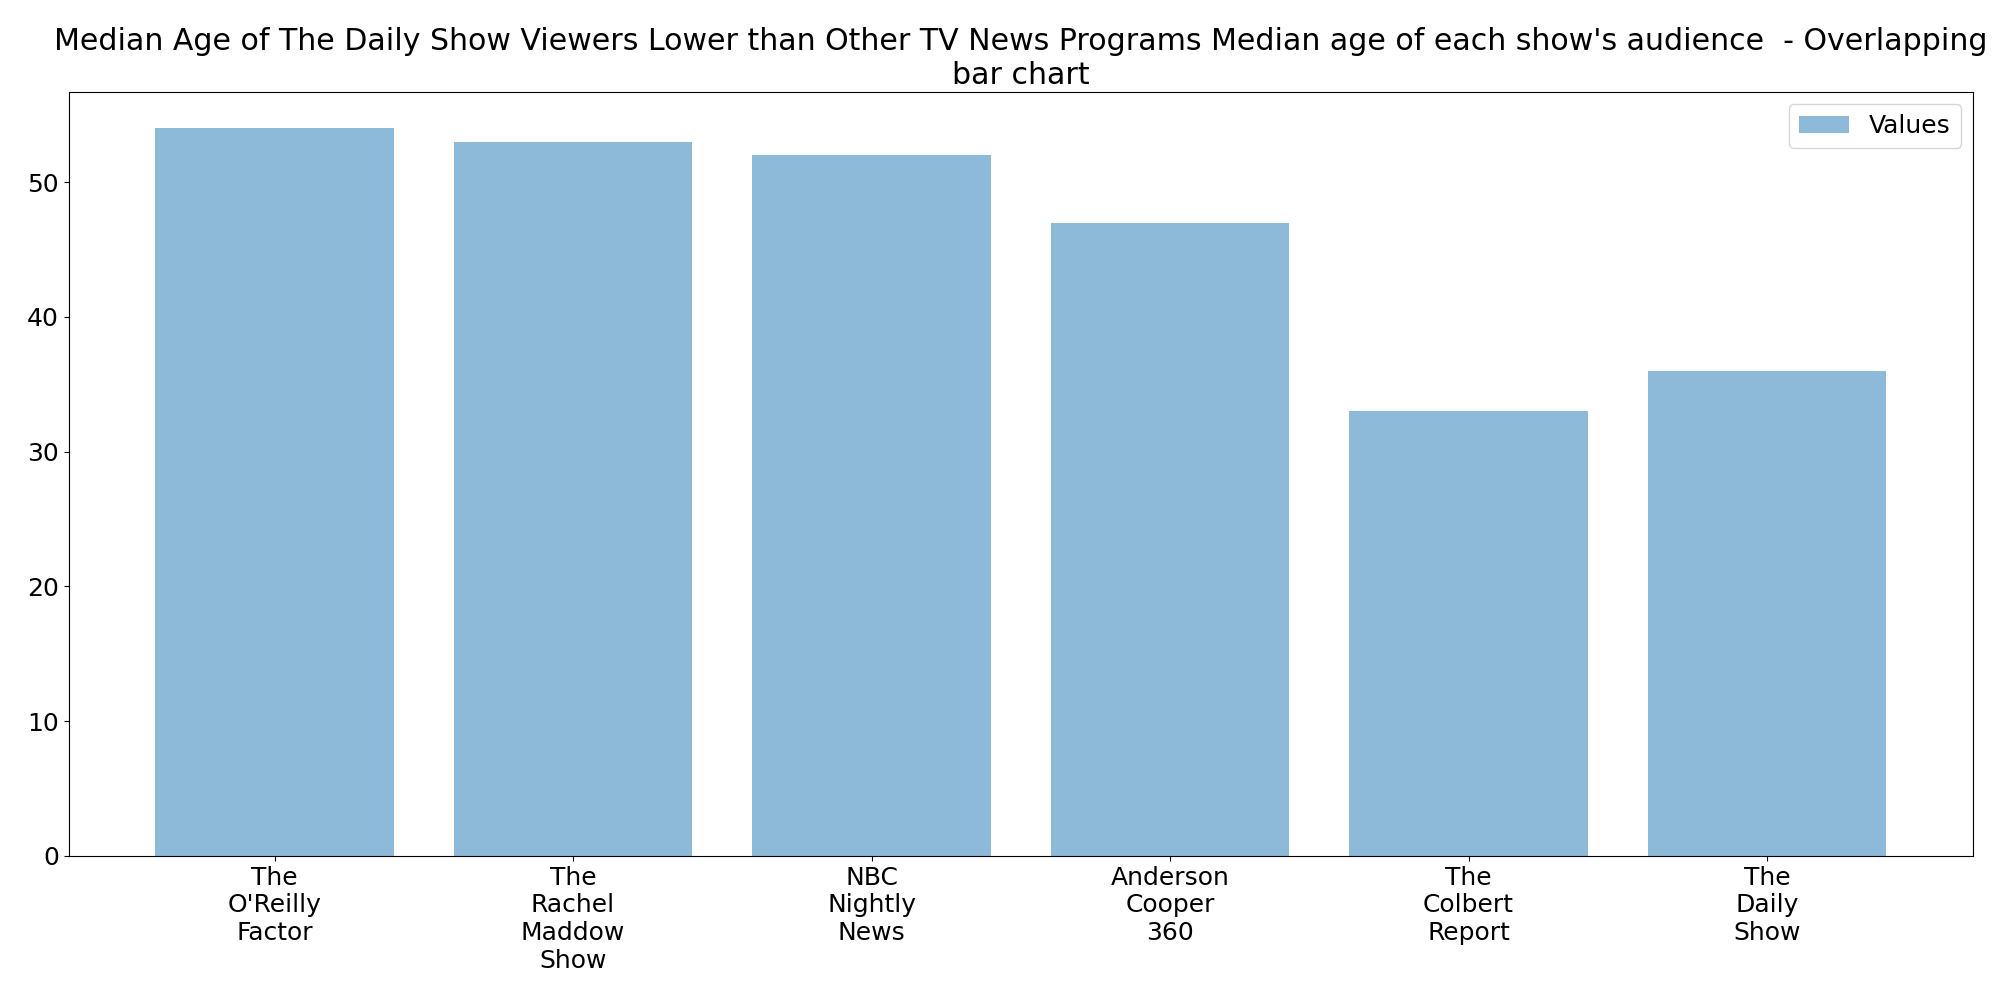 Median Age of The Daily Show Viewers Lower than Other TV News Programs Median age of each show's audience  - Overlapping
bar chart
Values
50
40
30
20
10
0
The
O'Reilly
Factor
The
Rachel
Maddow
Show
NBC
Nightly
News
Anderson
Cooper
360
The
Colbert
Report
The
Daily
Show